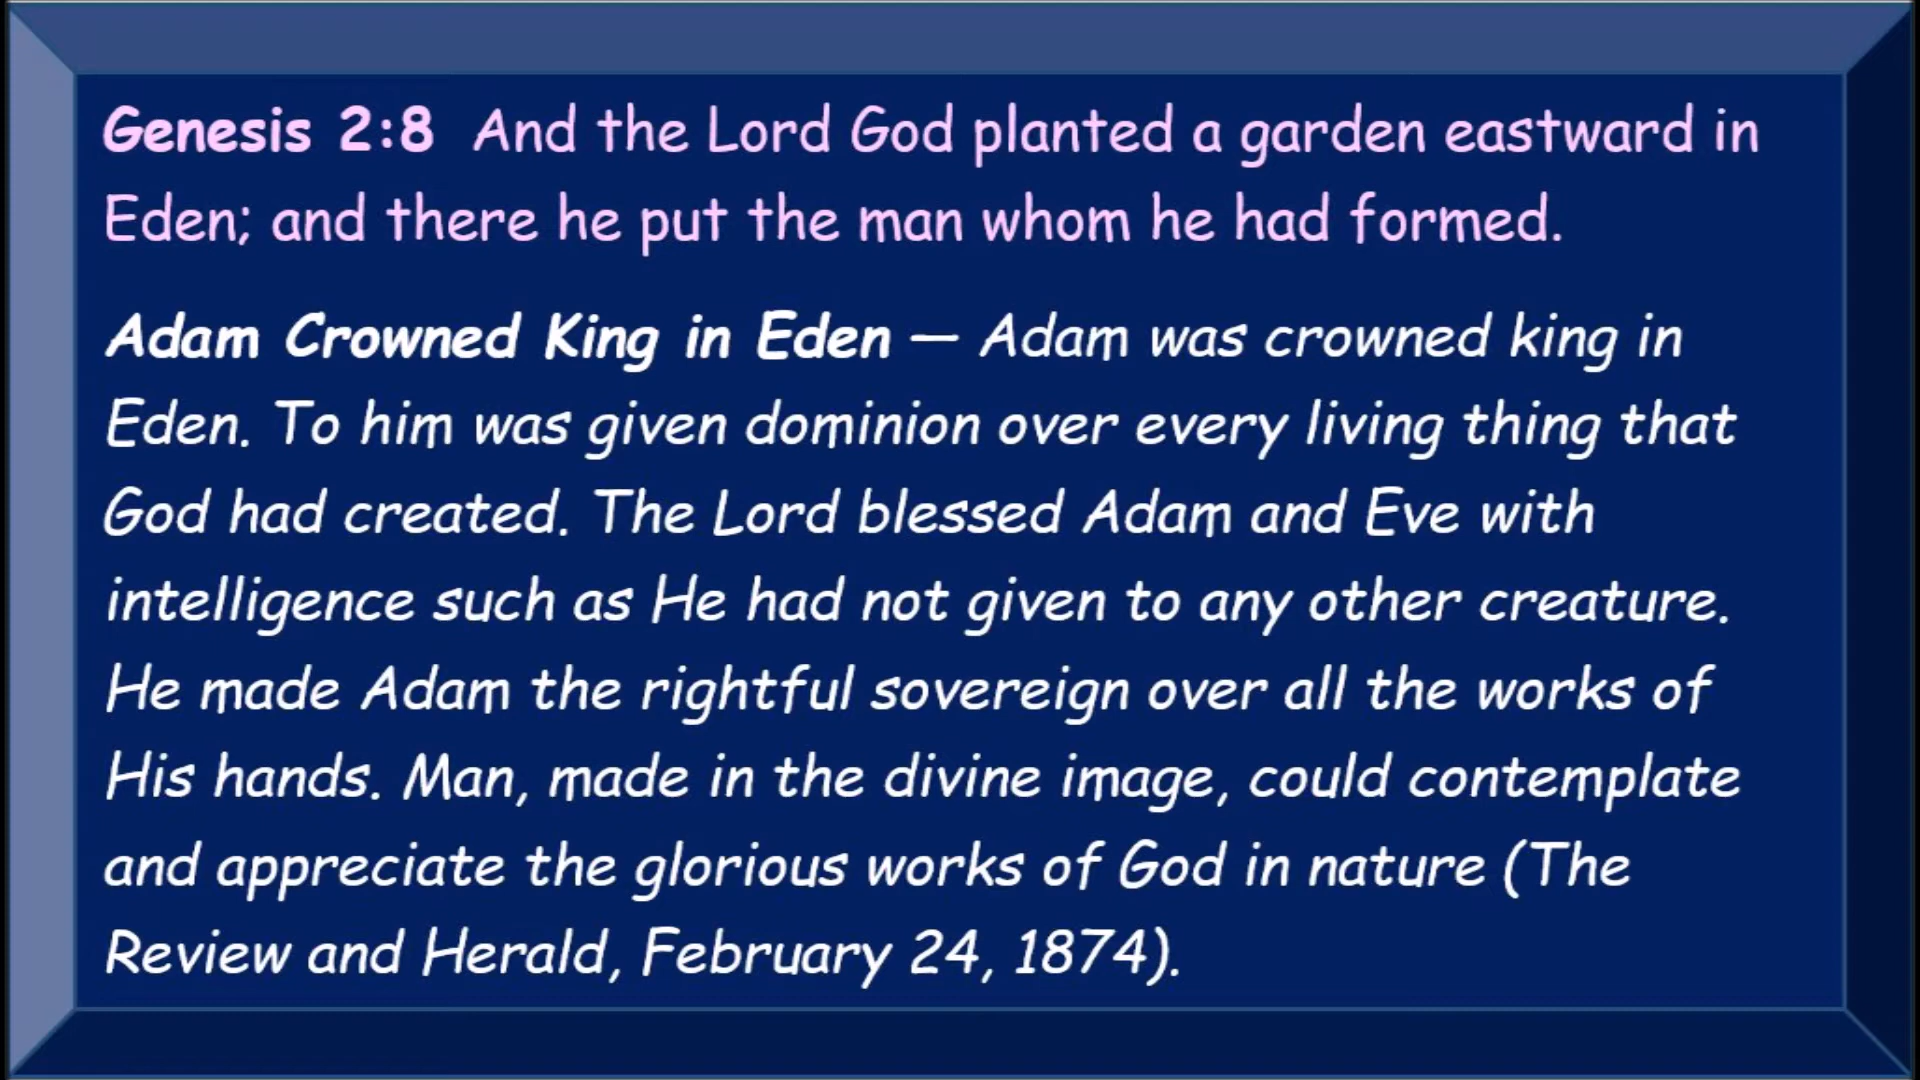 Genesis 2:8 And the Lord God planted a garden eastward in
Eden; and there he put the man whom he had formed.
Adam Crowned King in Eden — Adam was crowned king in
Eden. To him was given dominion over every living thing that
God had created. The Lord blessed Adam and Eve with
intelligence such as He had not given to any other creature.
He made Adam the rightful sovereign over all the works of
His hands. Man, made in the divine image, could contemplate
and appreciate the glorious works of God in nature (The
Review and Herald, February 24, 1874).